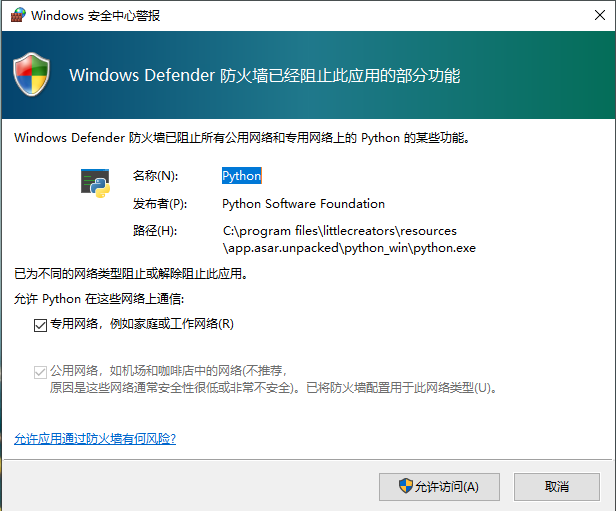 Windows 安全中心警报
Windows Defender 防火墙已经阻止此应用的部分功能
Windows Defender 防火墙已阻止所有公用网络和专用网络上的 Python 的某些功能。
名称(N): Python
发布者(P): Python Software Foundation
路径(H): C:\program files\littlecreators\resources
\app.asar.unpacked\python_win\python.exe
已为不同的网络类型阻止或解除阻止此应用。
允许 Python 在这些网络上通信:
专用网络，例如家庭或工作网络(R)
公用网络，如机场和咖啡店中的网络(不推荐，
原因是这些网络通常安全性很低或非常不安全)。已将防火墙配置用于此网络类型(U)。
允许应用通过防火墙有何风险?
允许访问(A) 取消